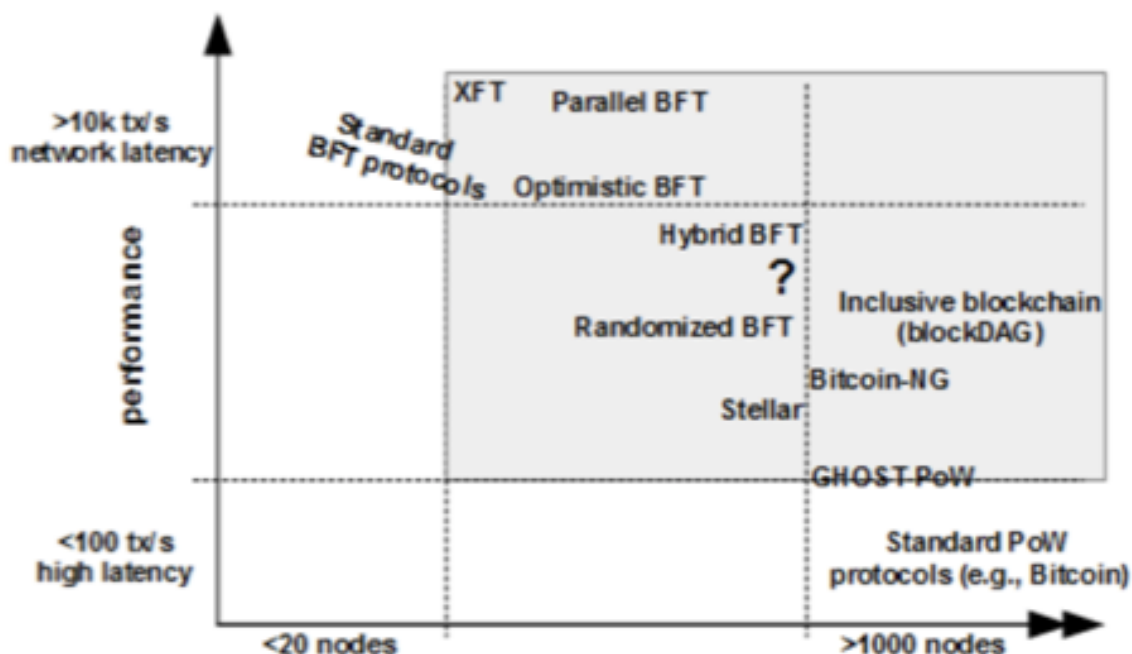 XFT
Parallel BFT
>10k tx/s
network latency
Standard
BFT protocols
Optimistic BFT
Hybrid BFT
?
performance
Inclusive blockchain
(blockDAG)
Randomized BFT
Bitcoin-NG
Stellar
GHOST PoW
<100 tx/s
high latency
Standard PoW
protocols (e.g., Bitcoin)
<20 nodes
>1000 nodes